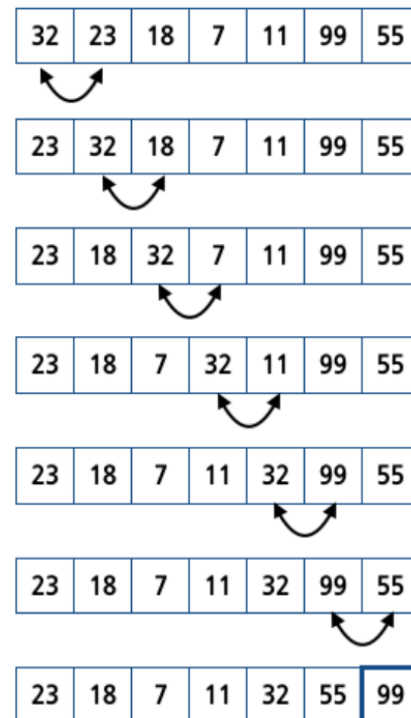 32 23 18 7 11 99 55
23 32 18 7 11 99 55
23 18 32 7 11 99 55
23 18 7 32 11 99 55
23 18 7 11 32 99 55
23 18 7 11 32 99 55
23 18 7 11 32 55 99